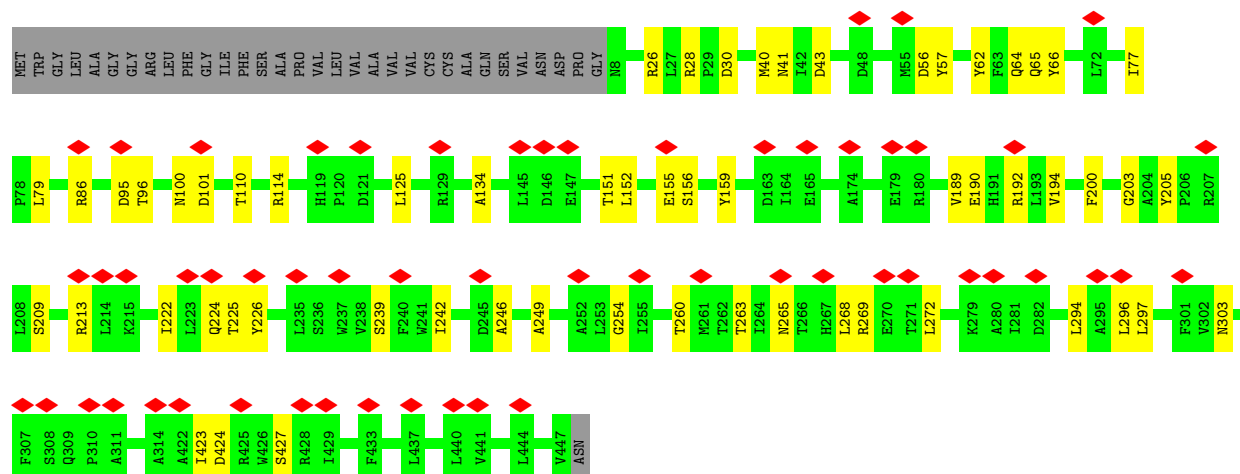 MET TRP GLY LEU ALA GLY GLY ARG LEU PHE GLY ILE PHE SER ALA PRO VAL LEU VAL ALA VAL VAL CYS CYS ALA GLN SER VAL ASN ASP PRO GLY N8 R26 L27 R28 P29 D30 M40 N41 I42 D43 D48 M55 D56 Y57 Y62 F63 Q64 Q65 Y66 L72 I77
P78 L79 R86 D95 T96 N100 D101 T110 R114 H119 P120 D121 L125 R129 A134 L145 D146 E147 T151 L152 E155 S156 Y159 D163 I164 E165 A174 E179 R180 V189 E190 H191 R192 L193 V194 F200 G203 A204 Y205 P206 R207
L208 S209 R213 L214 K215 I222 L223 Q224 T225 Y226 L235 S236 W237 V238 S239 F240 W241 I242 D245 A246 A249 A252 L253 G254 I255 T260 M261 T262 T263 I264 N265 T266 H267 L268 R269 E270 T271 L272 K279 A280 I281 D282 L294 A295 L296 L297 F301 V302 N303
F307 S308 Q309 P310 A311 A314 A422 I423 D424 R425 W426 S427 R428 I429 F433 L437 L440 V441 L444 V447 ASN